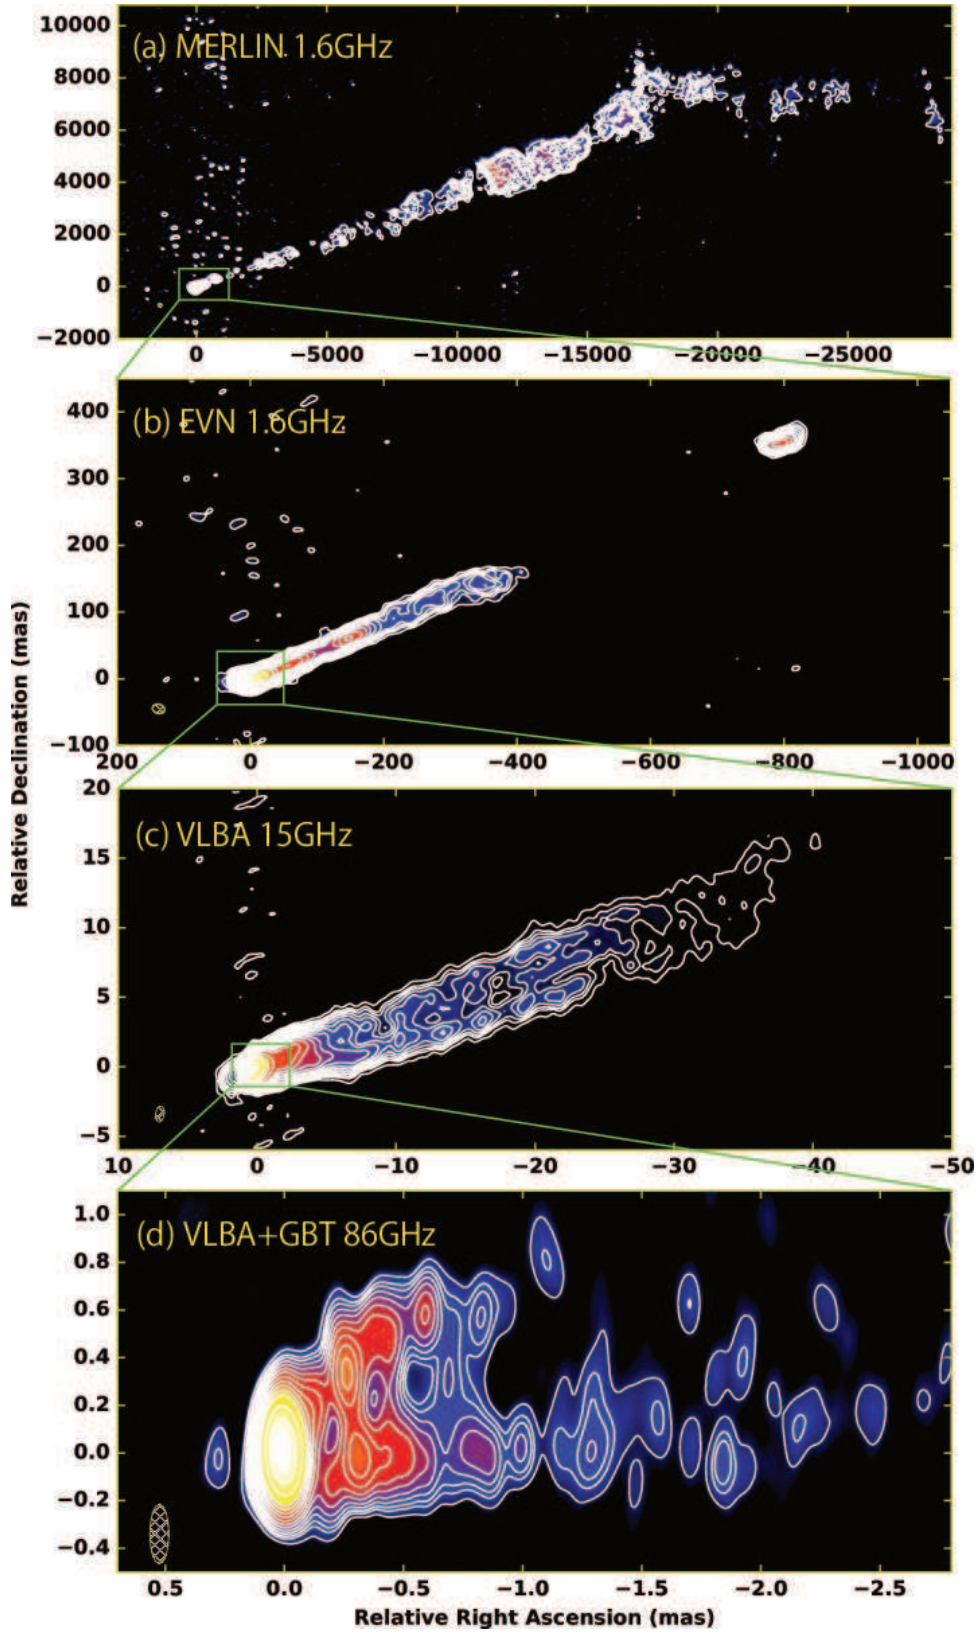 (a) MERLIN 1.6GHz
10000
8000
6000
4000
2000
0
−2000
0 −5000 −10000 −15000 −20000 −25000
(b) EVN 1.6GHz
400
300
200
100
0
−100
200 0 −200 −400 −600 −800 −1000
Relative Declination (mas)
(c) VLBA 15GHz
20
15
10
5
0
−5
10 0 −10 −20 −30 −40 −50
(d) VLBA+GBT 86GHz
1.0
0.8
0.6
0.4
0.2
0.0
−0.2
−0.4
0.5 0.0 −0.5 −1.0 −1.5 −2.0 −2.5
Relative Right Ascension (mas)